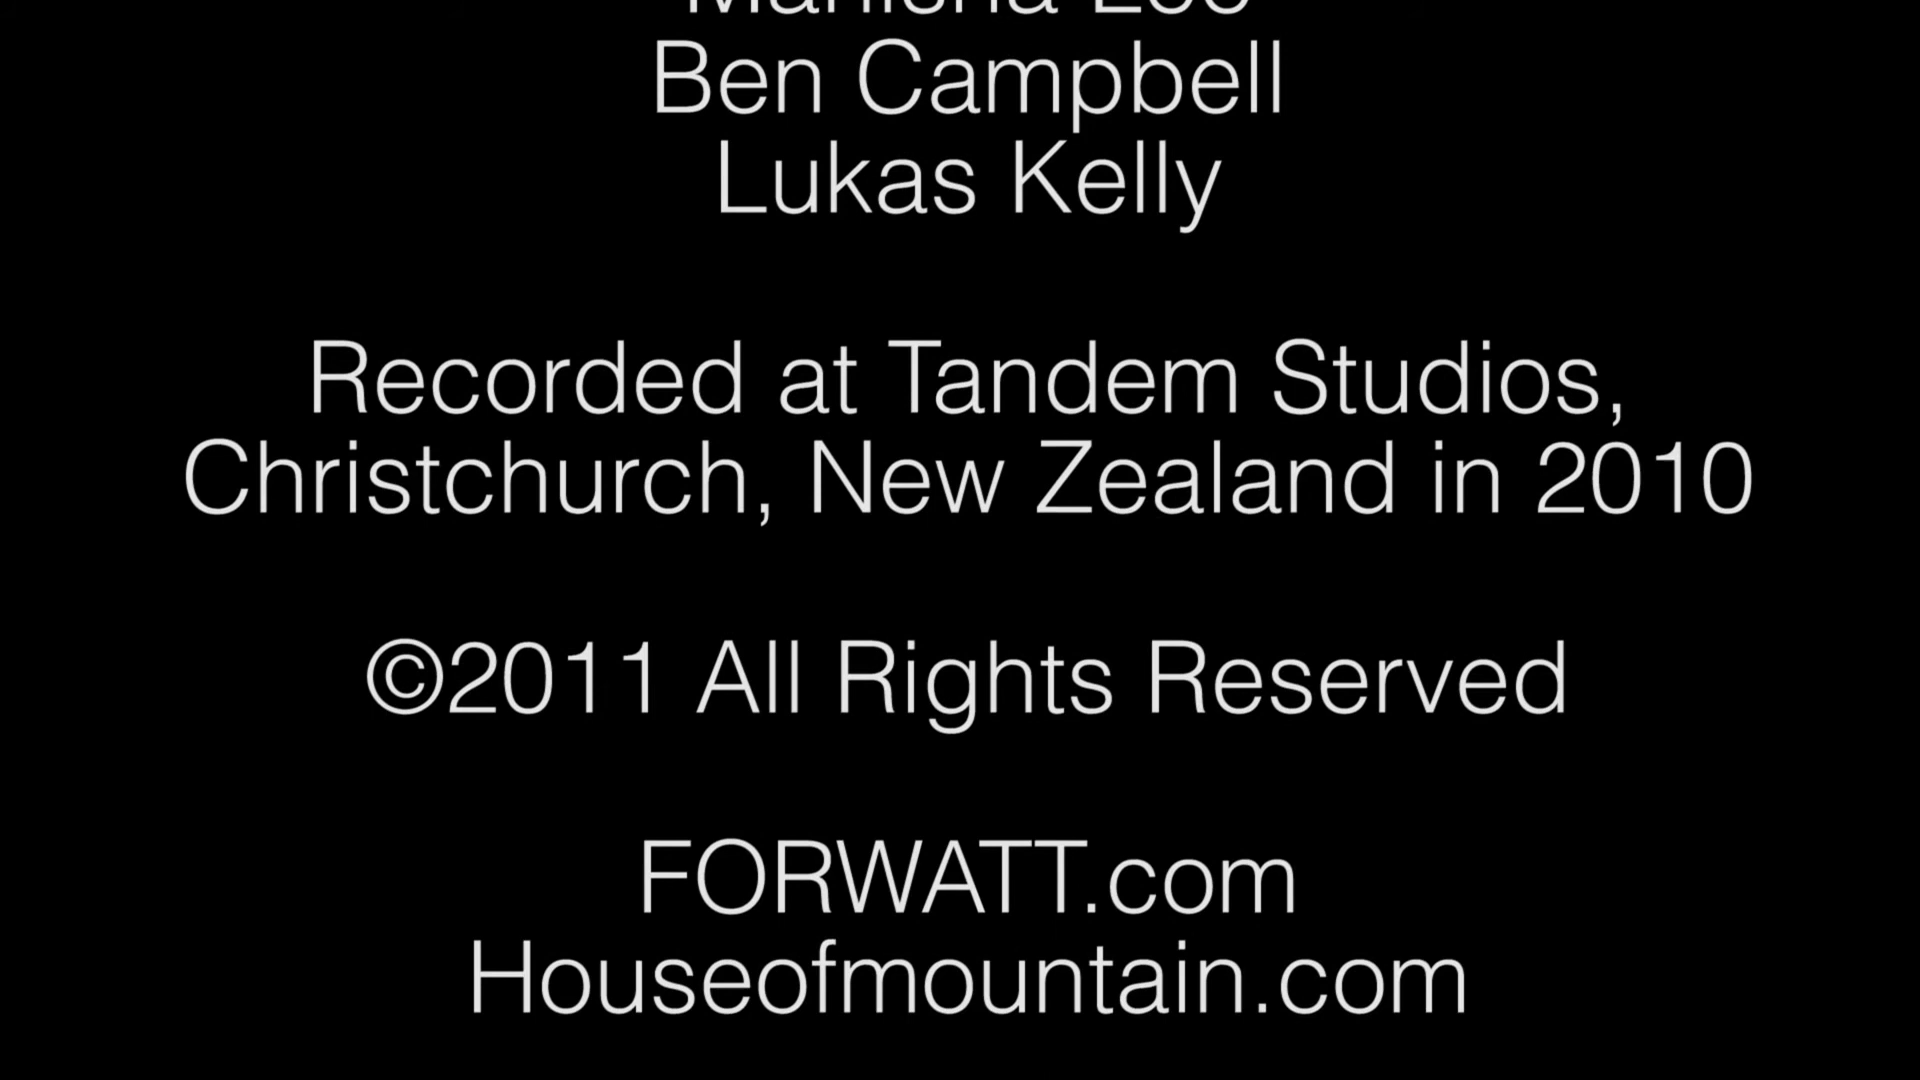 Ben Campbell
Lukas Kelly
Recorded at Tandem Studios,
Christchurch, New Zealand in 2010
©2011 All Rights Reserved
FORWATT.com
Houseofmountain.com